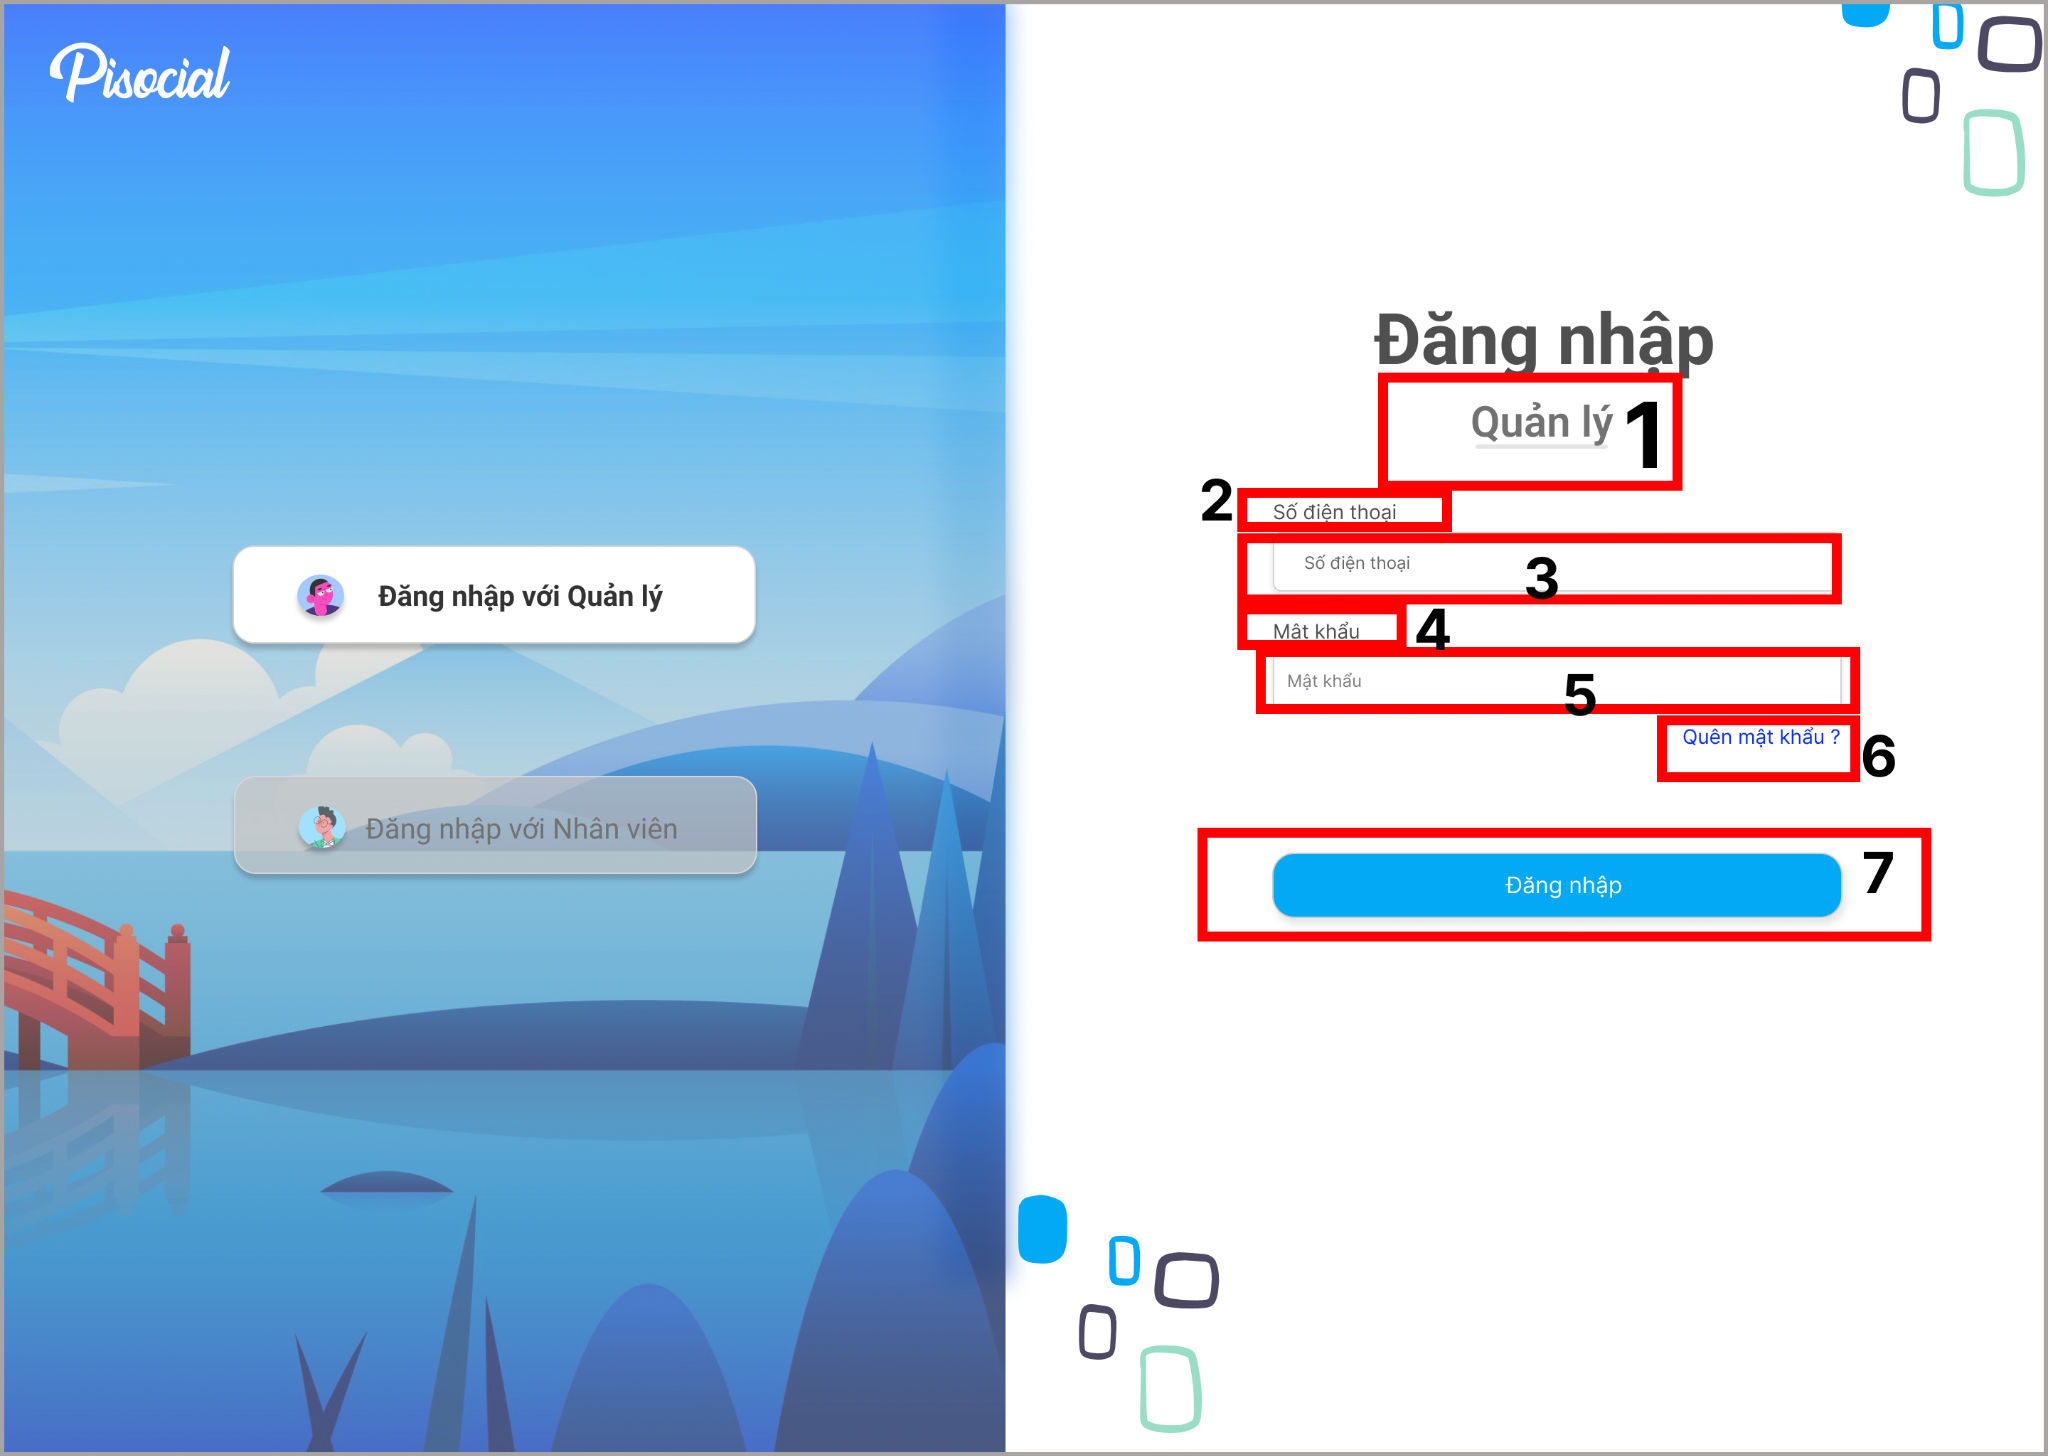 Pisocial
Đăng nhập với Quản lý
Đăng nhập với Nhân viên
Đăng nhập
Quản lý 1
2 Số điện thoại
Số điện thoại 3
Mât khẩu 4
Mật khẩu 5
Quên mật khẩu ? 6
Đăng nhập 7